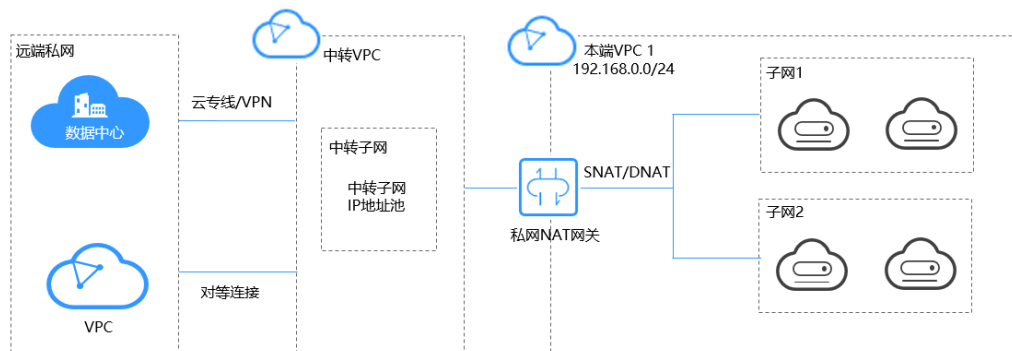 远端私网
数据中心
VPC
云专线/VPN
对等连接
中转VPC
中转子网
中转子网
IP地址池
私网NAT网关
本端VPC 1
192.168.0.0/24
SNAT/DNAT
子网1
子网2